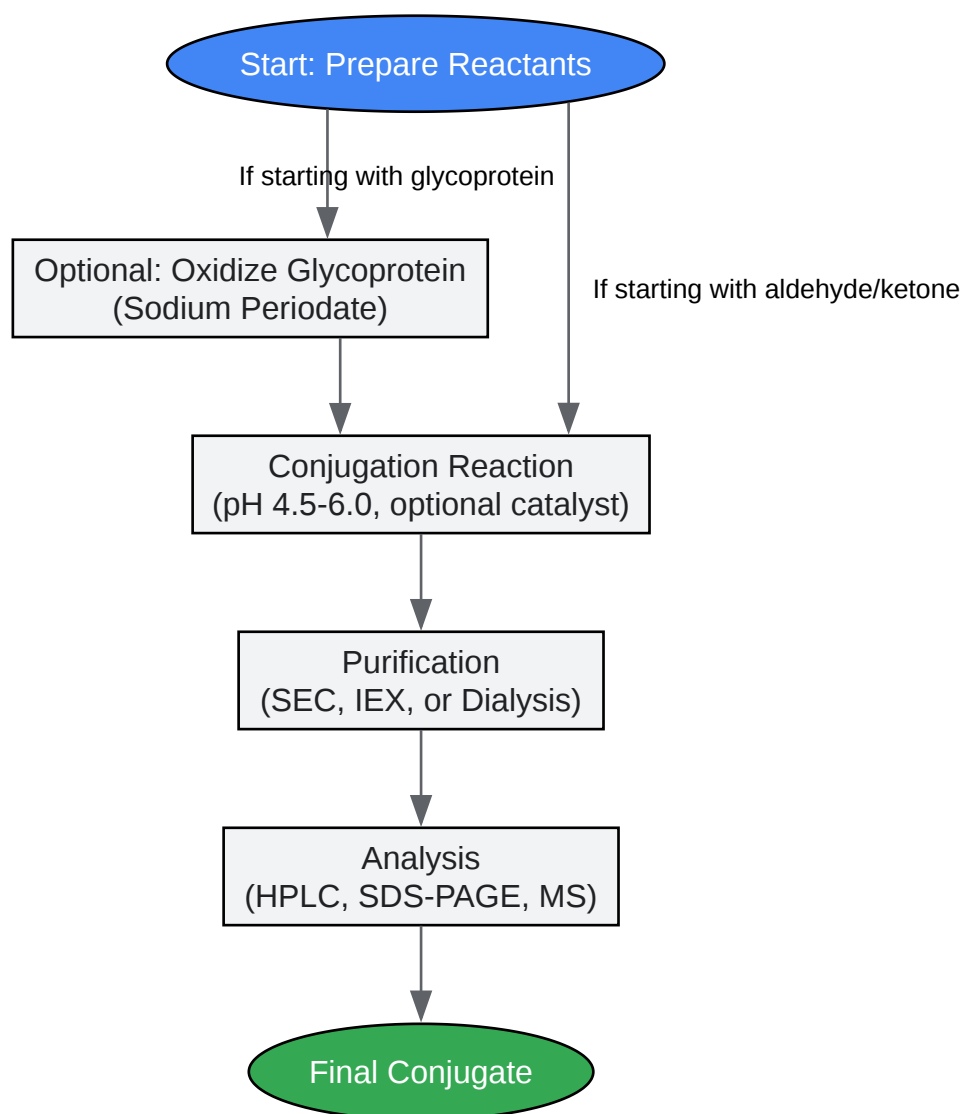 Start: Prepare Reactants
If starting with glycoprotein
Optional: Oxidize Glycoprotein
(Sodium Periodate)
If starting with aldehyde/ketone
Conjugation Reaction
(pH 4.5-6.0, optional catalyst)
Purification
(SEC, IEX, or Dialysis)
Analysis
(HPLC, SDS-PAGE, MS)
Final Conjugate